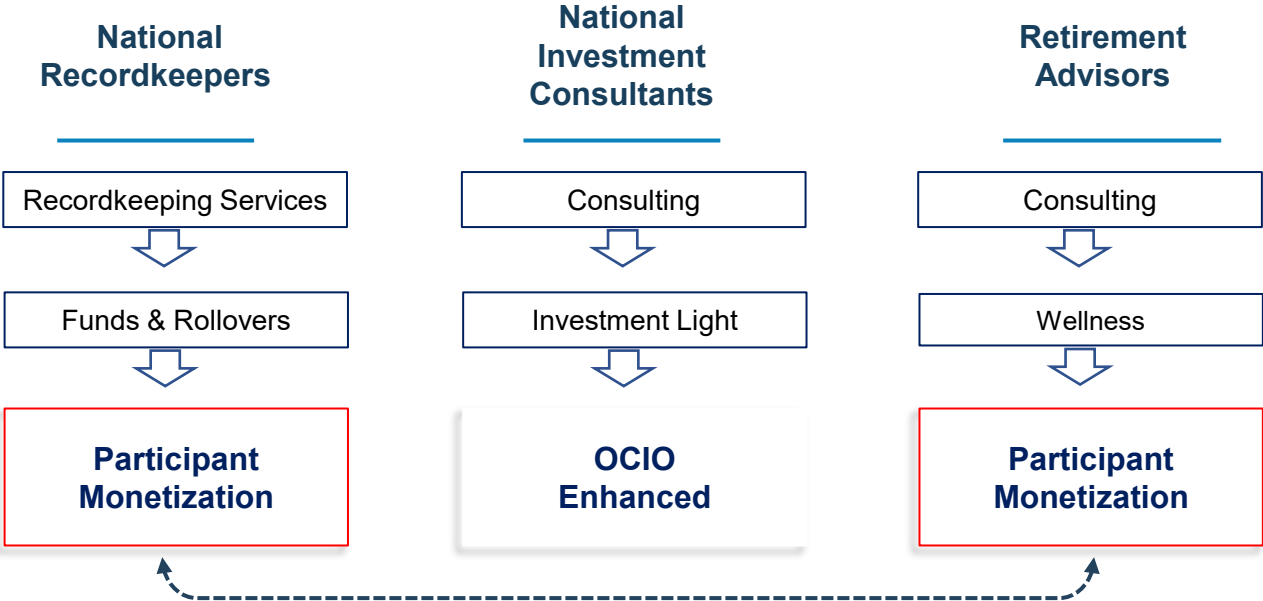 National
Recordkeepers
National
Investment
Consultants
Retirement
Advisors
Recordkeeping Services
Consulting
Consulting
Funds & Rollovers
Investment Light
Wellness
Participant
Monetization
OCIO
Enhanced
Participant
Monetization